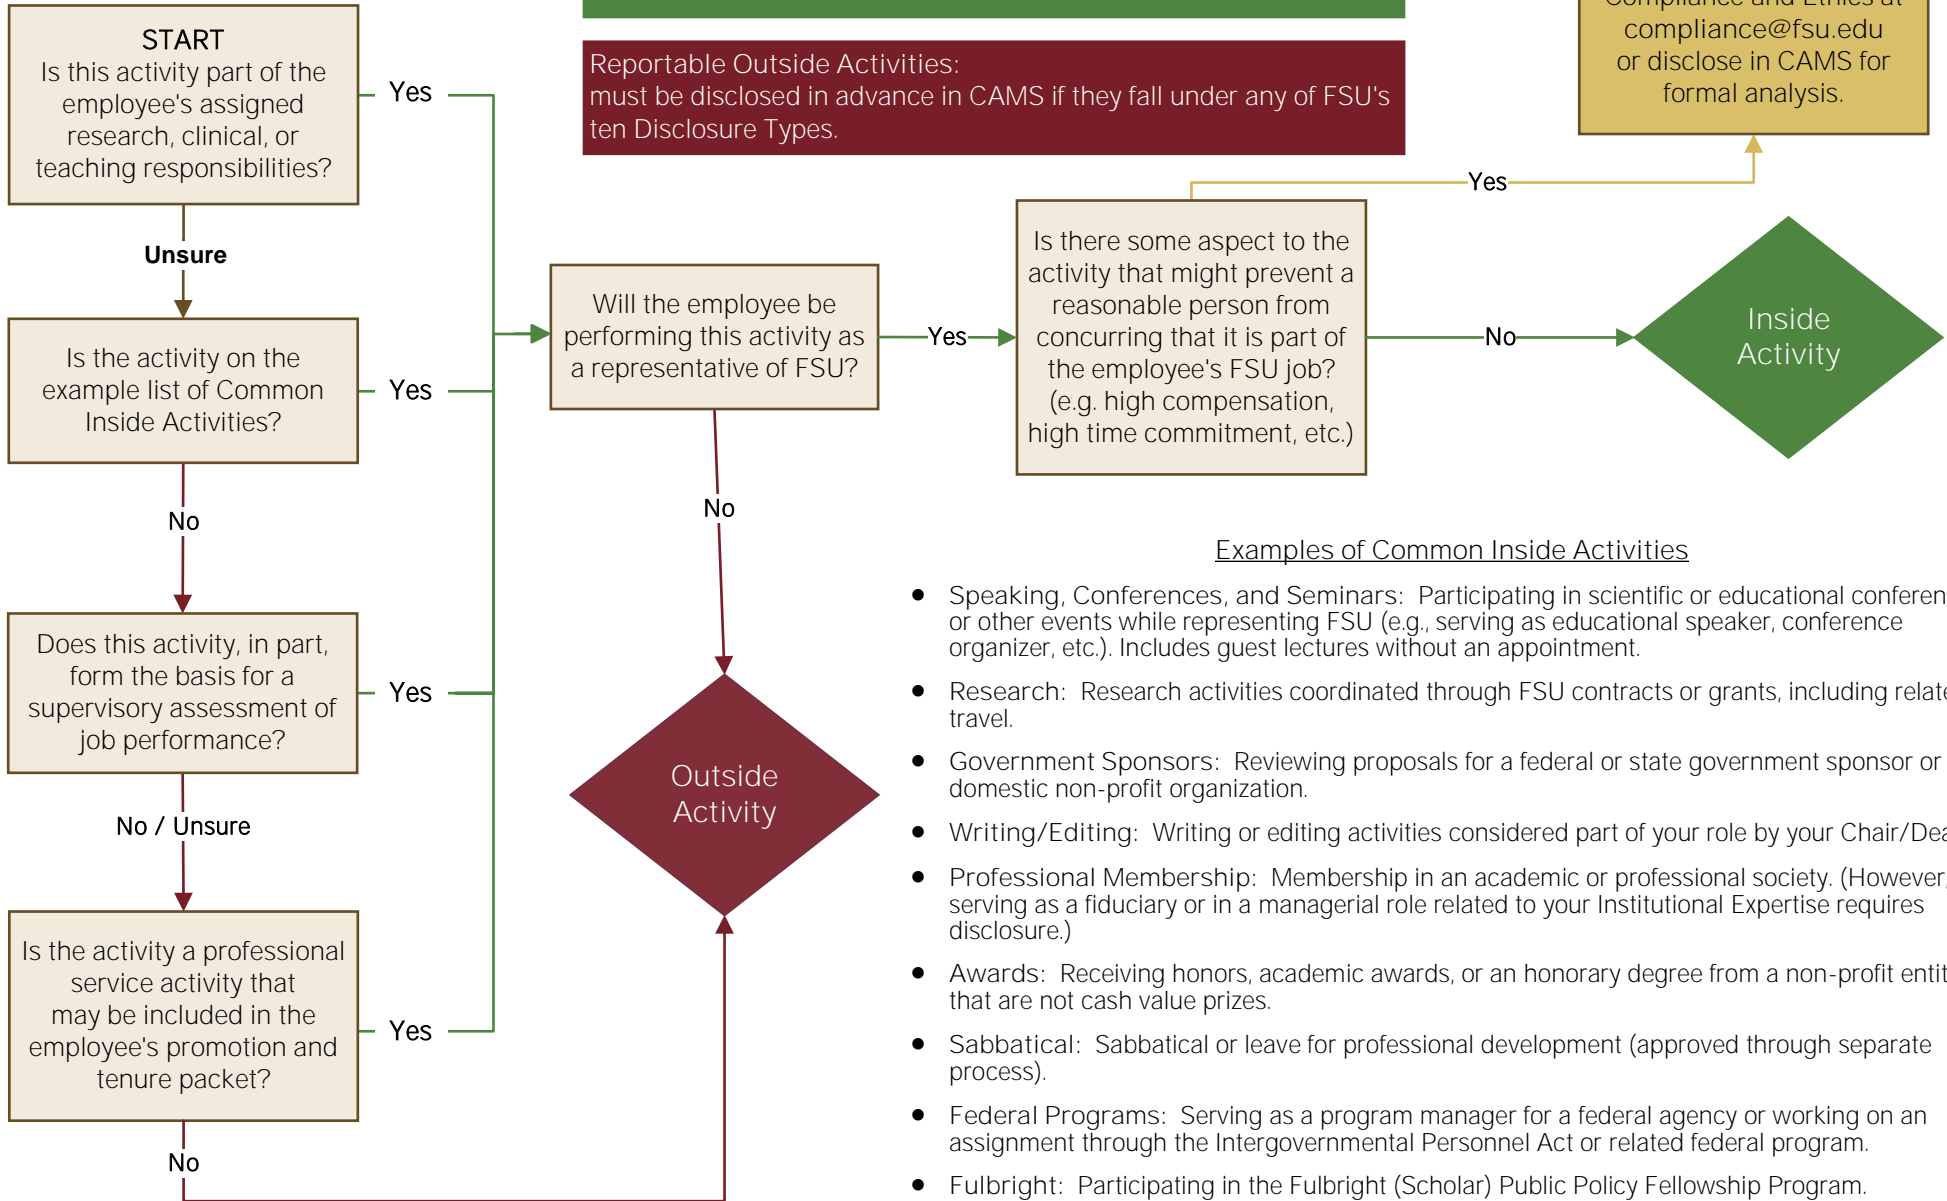 START
Is this activity part of the
employee's assigned
research, clinical, or
teaching responsibilities?
Yes
Unsure
Is the activity on the
example list of Common
Inside Activities?
Yes
No
Does this activity, in part,
form the basis for a
supervisory assessment of
job performance?
Yes
No / Unsure
Is the activity a professional
service activity that
may be included in the
employee's promotion and
tenure packet?
Yes
No
Reportable Outside Activities:
must be disclosed in advance in CAMS if they fall under any of FSU's
ten Disclosure Types.
Will the employee be
performing this activity as
a representative of FSU?
Yes
No
Outside
Activity
Is there some aspect to the
activity that might prevent a
reasonable person from
concurring that it is part of
the employee's FSU job?
(e.g. high compensation,
high time commitment, etc.)
Yes
No
Compliance and Ethics at
compliance@fsu.edu
or disclose in CAMS for
formal analysis.
Inside
Activity
Examples of Common Inside Activities
• Speaking, Conferences, and Seminars: Participating in scientific or educational conferen
or other events while representing FSU (e.g., serving as educational speaker, conference
organizer, etc.). Includes guest lectures without an appointment.
• Research: Research activities coordinated through FSU contracts or grants, including relate
travel.
• Government Sponsors: Reviewing proposals for a federal or state government sponsor or
domestic non-profit organization.
• Writing/Editing: Writing or editing activities considered part of your role by your Chair/Dea
• Professional Membership: Membership in an academic or professional society. (However,
serving as a fiduciary or in a managerial role related to your Institutional Expertise requires
disclosure.)
• Awards: Receiving honors, academic awards, or an honorary degree from a non-profit entit
that are not cash value prizes.
• Sabbatical: Sabbatical or leave for professional development (approved through separate
process).
• Federal Programs: Serving as a program manager for a federal agency or working on an
assignment through the Intergovernmental Personnel Act or related federal program.
• Fulbright: Participating in the Fulbright (Scholar) Public Policy Fellowship Program.